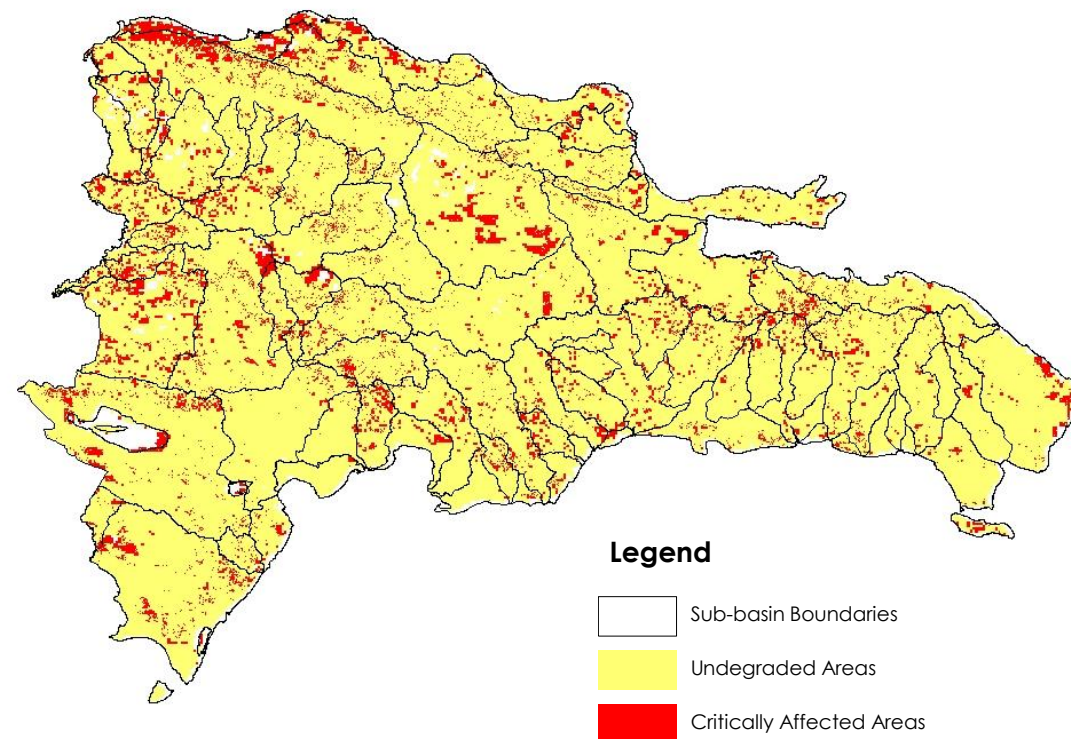 Legend
Sub-basin Boundaries
Undegraded Areas
Critically Affected Areas